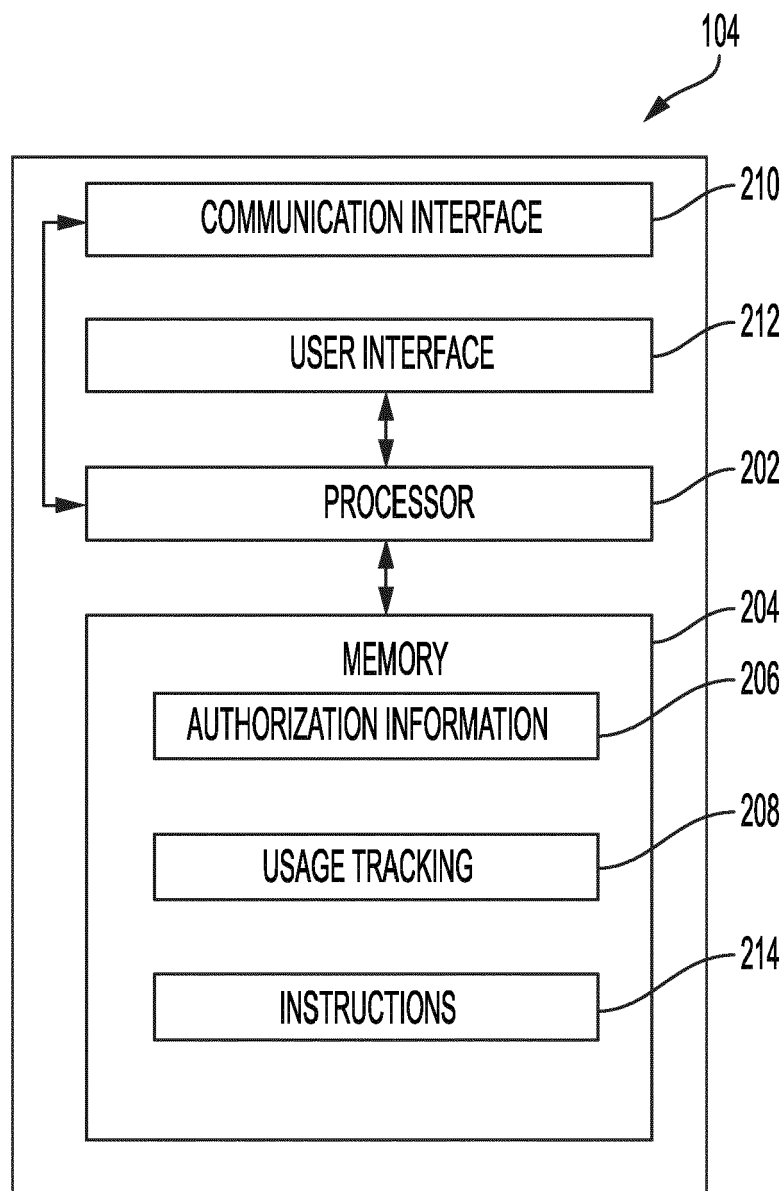 104
COMMUNICATION INTERFACE
210
USER INTERFACE
212
PROCESSOR
202
MEMORY
204
AUTHORIZATION INFORMATION
206
USAGE TRACKING
208
INSTRUCTIONS
214